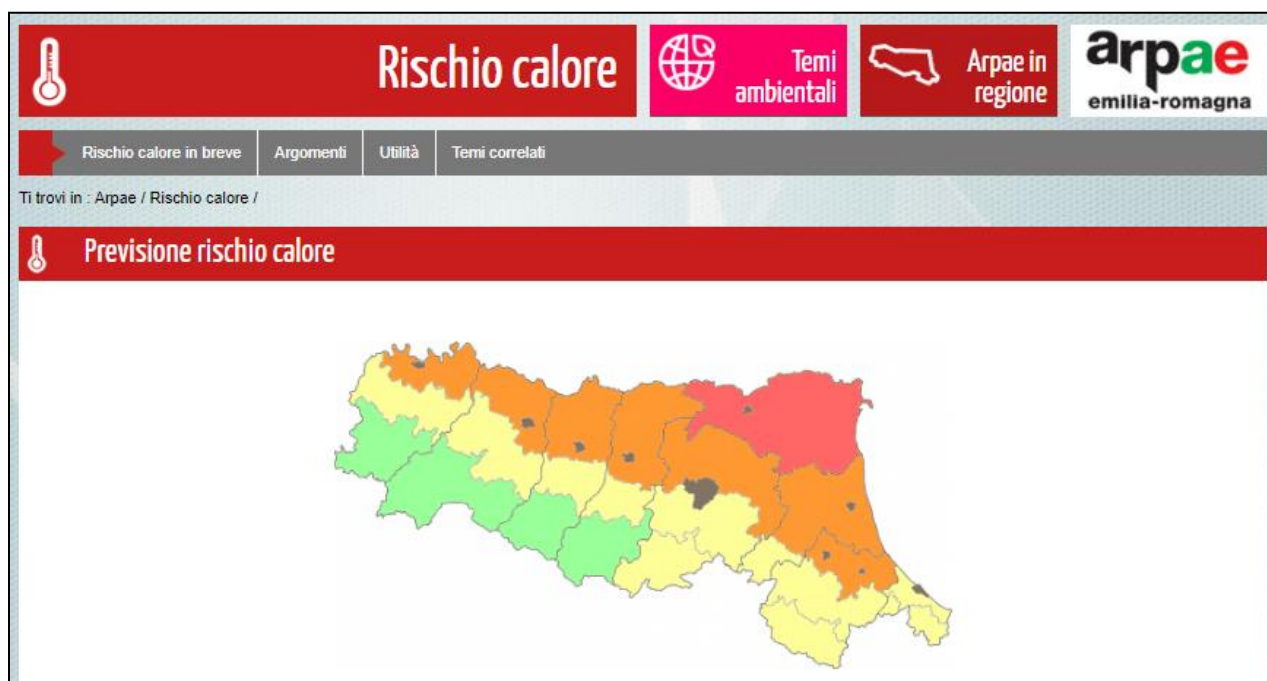 Rischio calore
Temi
ambientali
Arpae in
regione
arpae
emilia-romagna
Rischio calore in breve
Argomenti
Utilità
Temi correlati
Ti trovi in : Arpae / Rischio calore /
Previsione rischio calore